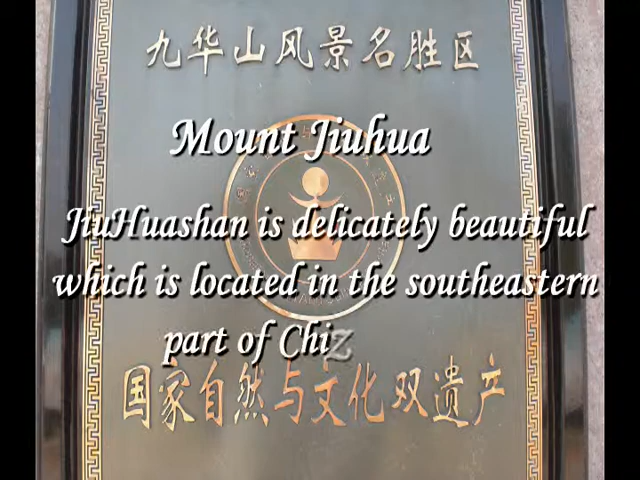 九华山风景名胜区
Mount Jiuhua
JiuHuashan is delicately beautiful
which is located in the southeastern
part of Chiz
国家自然与文化双遗产